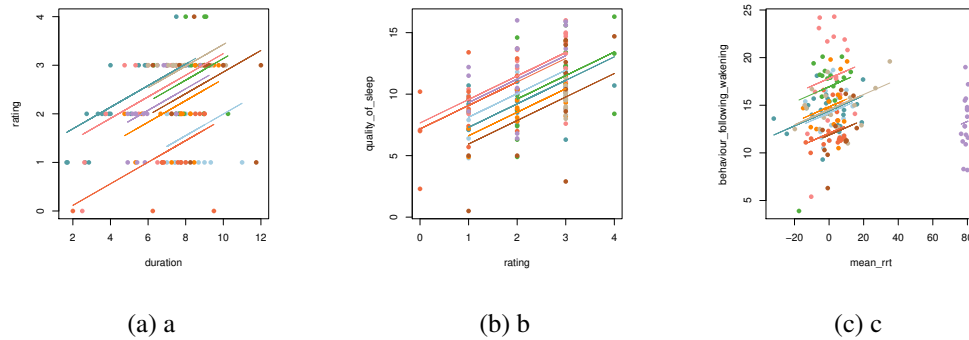 4
3
2
1
0
rating
2 4 6 8 10 12
duration
(a) a
15
10
5
0
quality_of_sleep
0 1 2 3 4
rating
(b) b
25
20
15
10
5
behaviour_following_wakening
−20 0 20 40 60 80
mean_rrt
(c) c